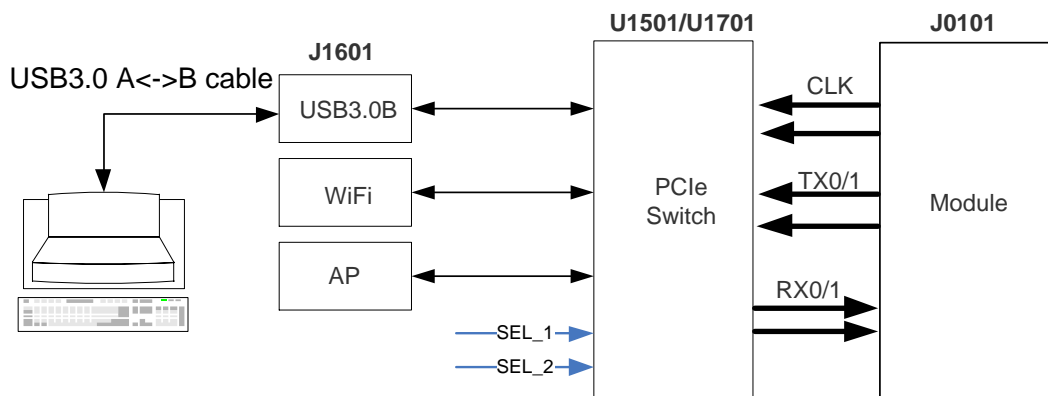 U1501/U1701
J0101
J1601
USB3.0 A<->B cable
USB3.0B
CLK
WiFi
PCIe
Switch
TX0/1
Module
AP
RX0/1
SEL_1
SEL_2